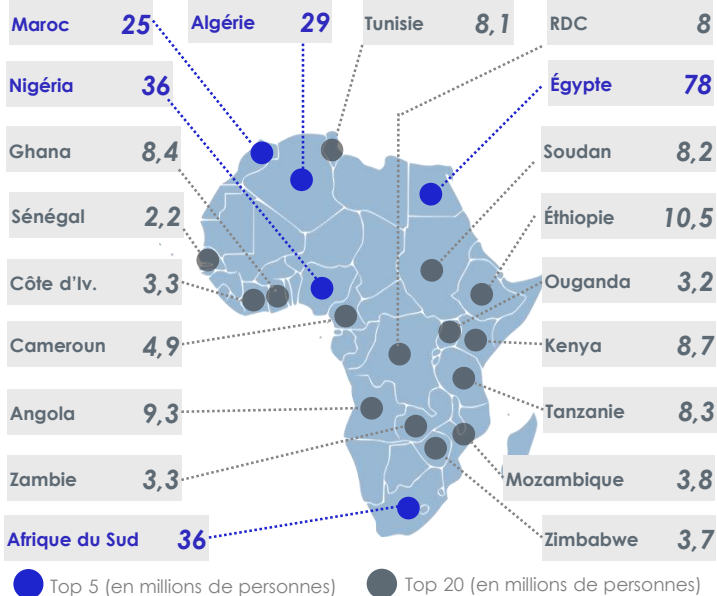 Maroc 25
Algérie 29
Tunisie 8,1
RDC 8
Nigéria 36
Égypte 78
Ghana 8,4
Soudan 8,2
Sénégal 2,2
Éthiopie 10,5
Côte d’Iv. 3,3
Ouganda 3,2
Cameroun 4,9
Kenya 8,7
Angola 9,3
Tanzanie 8,3
Zambie 3,3
Mozambique 3,8
Afrique du Sud 36
Zimbabwe 3,7
Top 5 (en millions de personnes)
Top 20 (en millions de personnes)